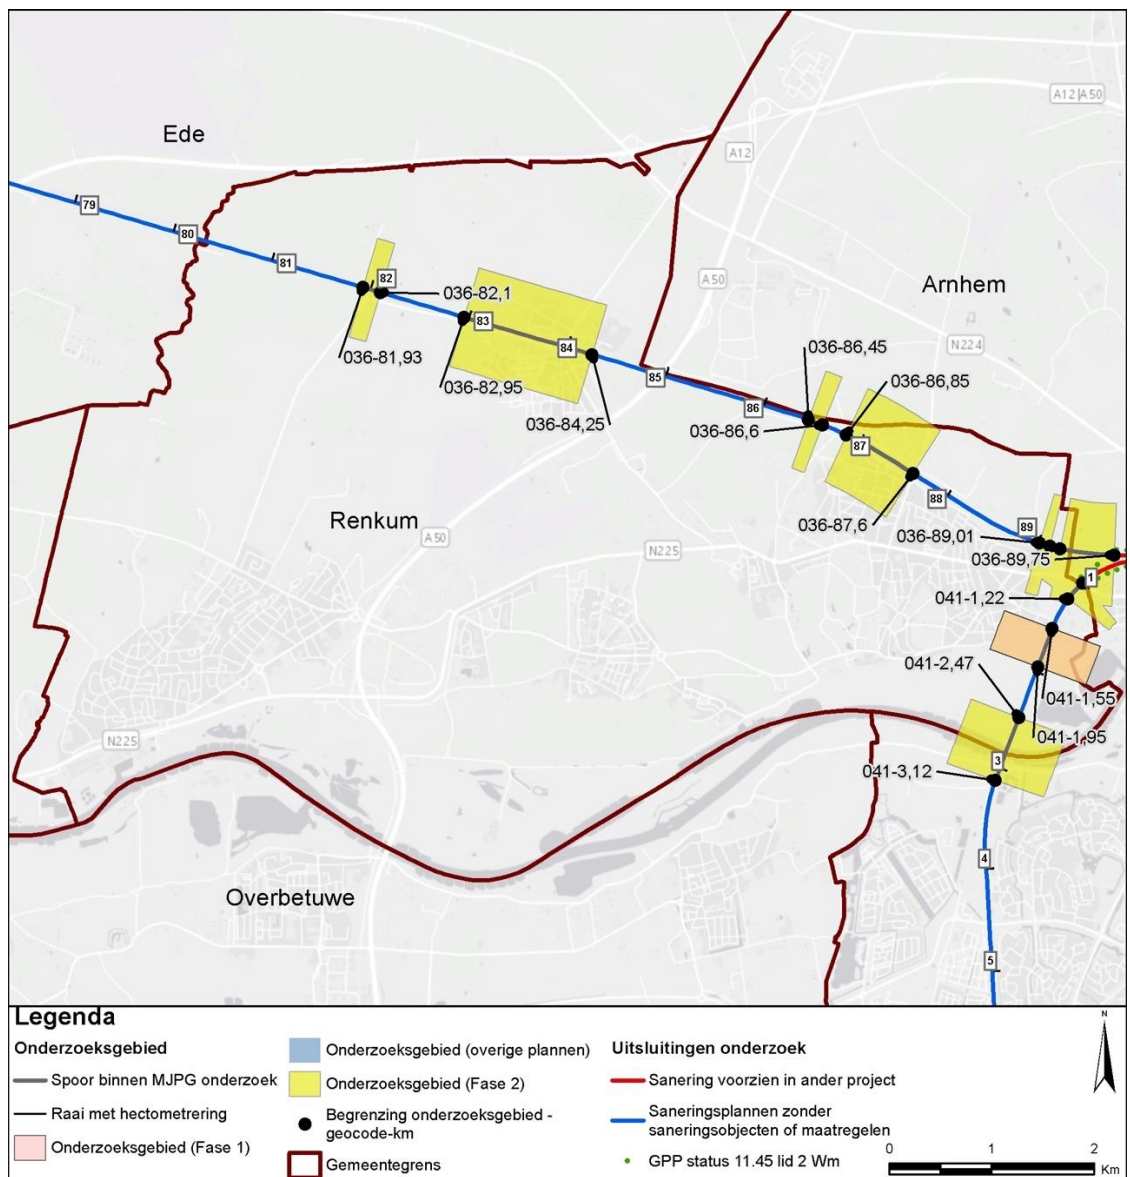 Ede
A12|A50
A12
79
80
81
82
036-82,1
A50
Arnhem
036-81,93
83
036-82,95
84
036-84,25
85
036-86,45
N224
036-86,85
86
036-86,6
87
88
036-87,6
Renkum
A50
N225
89
036-89,01
036-89,75
1
041-1,22
041-2,47
041-1,55
041-1,95
N225
3
041-3,12
4
Overbetuwe
5
Legenda
Onderzoeksgebied
Spoor binnen MJPG onderzoek
Raai met hectometrering
Onderzoeksgebied (Fase 1)
Onderzoeksgebied (overige plannen)
Onderzoeksgebied (Fase 2)
Begrenzing onderzoeksgebied -
geocode-km
Gemeentegrens
Uitsluitingen onderzoek
Sanering voorzien in ander project
Saneringsplannen zonder
saneringsobjecten of maatregelen
GPP status 11.45 lid 2 Wm
N
0
1
2
Km